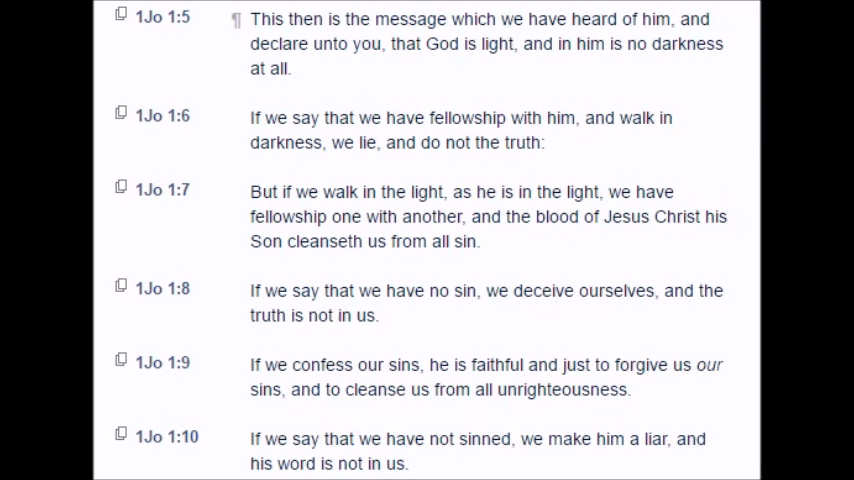 1Jo 1:5 ¶ This then is the message which we have heard of him, and
declare unto you, that God is light, and in him is no darkness
at all.
1Jo 1:6 If we say that we have fellowship with him, and walk in
darkness, we lie, and do not the truth:
1Jo 1:7 But if we walk in the light, as he is in the light, we have
fellowship one with another, and the blood of Jesus Christ his
Son cleanseth us from all sin.
1Jo 1:8 If we say that we have no sin, we deceive ourselves, and the
truth is not in us.
1Jo 1:9 If we confess our sins, he is faithful and just to forgive us our
sins, and to cleanse us from all unrighteousness.
1Jo 1:10 If we say that we have not sinned, we make him a liar, and
his word is not in us.